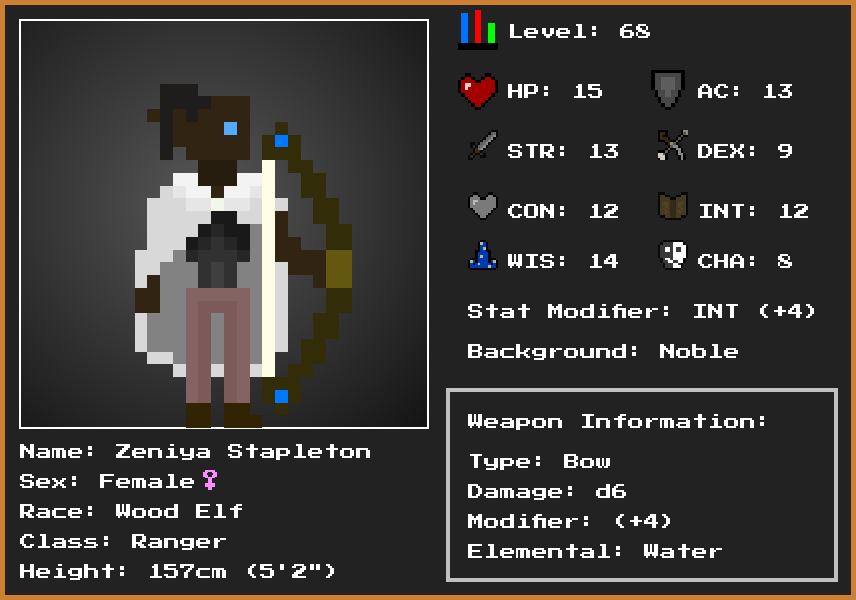 Level: 68
HP: 15
AC: 13
STR: 13
DEX: 9
CON: 12
INT: 12
WIS: 14
CHA: 8
Stat Modifier: INT (+4)
Background: Noble
Weapon Information:
Type: Bow
Damage: d6
Modifier: (+4)
Elemental: Water
Name: Zeniya Stapleton
Sex: Female♀
Race: Wood Elf
Class: Ranger
Height: 157cm (5'2")